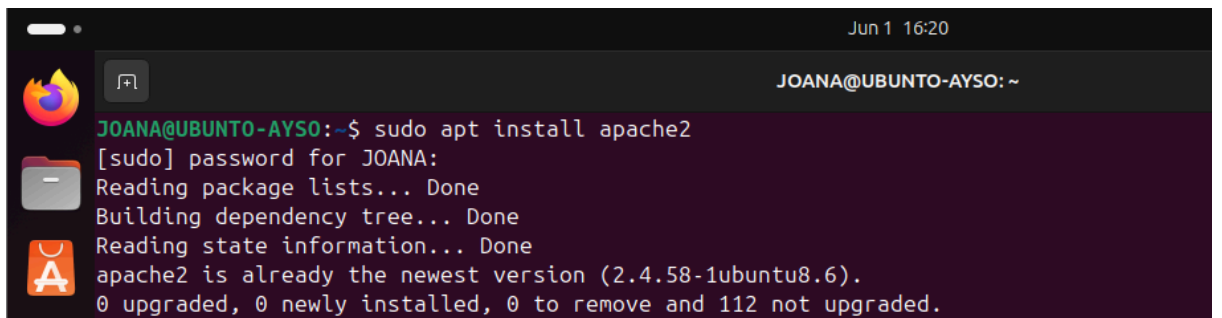 Jun 1 16:20
JOANA@UBUNTO-AYSO: ~
JOANA@UBUNTO-AYSO:~$ sudo apt install apache2
[sudo] password for JOANA:
Reading package lists... Done
Building dependency tree... Done
Reading state information... Done
apache2 is already the newest version (2.4.58-1ubuntu8.6).
0 upgraded, 0 newly installed, 0 to remove and 112 not upgraded.